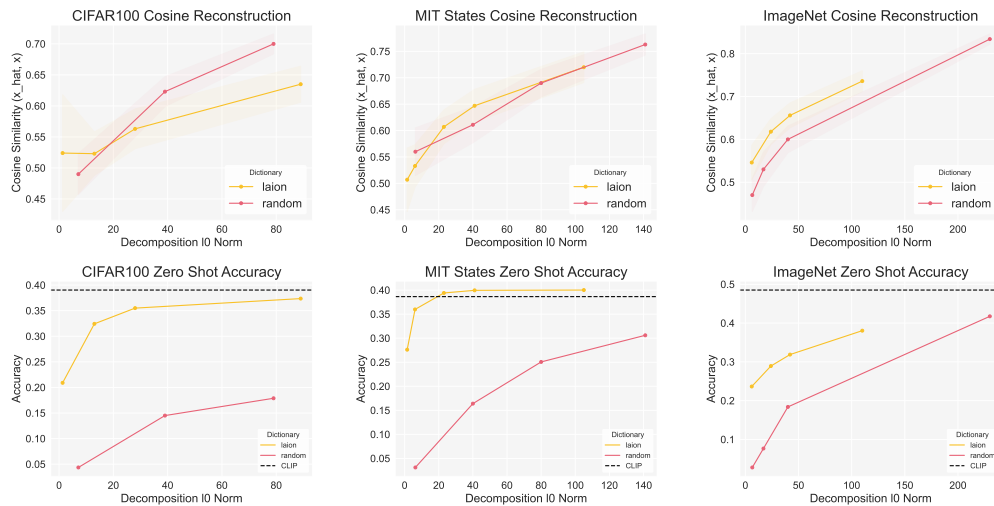 CIFAR100 Cosine Reconstruction
Cosine Similarity (x_hat, x)
0.70
0.65
0.60
0.55
0.50
0.45
0
20
40
60
80
Decomposition l0 Norm
Dictionary
laion
random
MIT States Cosine Reconstruction
Cosine Similarity (x_hat, x)
0.75
0.70
0.65
0.60
0.55
0.50
0.45
0
20
40
60
80
100
120
140
Decomposition l0 Norm
Dictionary
laion
random
ImageNet Cosine Reconstruction
Cosine Similarity (x_hat, x)
0.8
0.7
0.6
0.5
0
50
100
150
200
Decomposition l0 Norm
Dictionary
laion
random
CIFAR100 Zero Shot Accuracy
Accuracy
0.40
0.35
0.30
0.25
0.20
0.15
0.10
0.05
0
20
40
60
80
Decomposition l0 Norm
Dictionary
laion
random
CLIP
MIT States Zero Shot Accuracy
Accuracy
0.40
0.35
0.30
0.25
0.20
0.15
0.10
0.05
0
20
40
60
80
100
120
140
Decomposition l0 Norm
Dictionary
laion
random
CLIP
ImageNet Zero Shot Accuracy
Accuracy
0.5
0.4
0.3
0.2
0.1
0
50
100
150
200
Decomposition l0 Norm
Dictionary
laion
random
CLIP